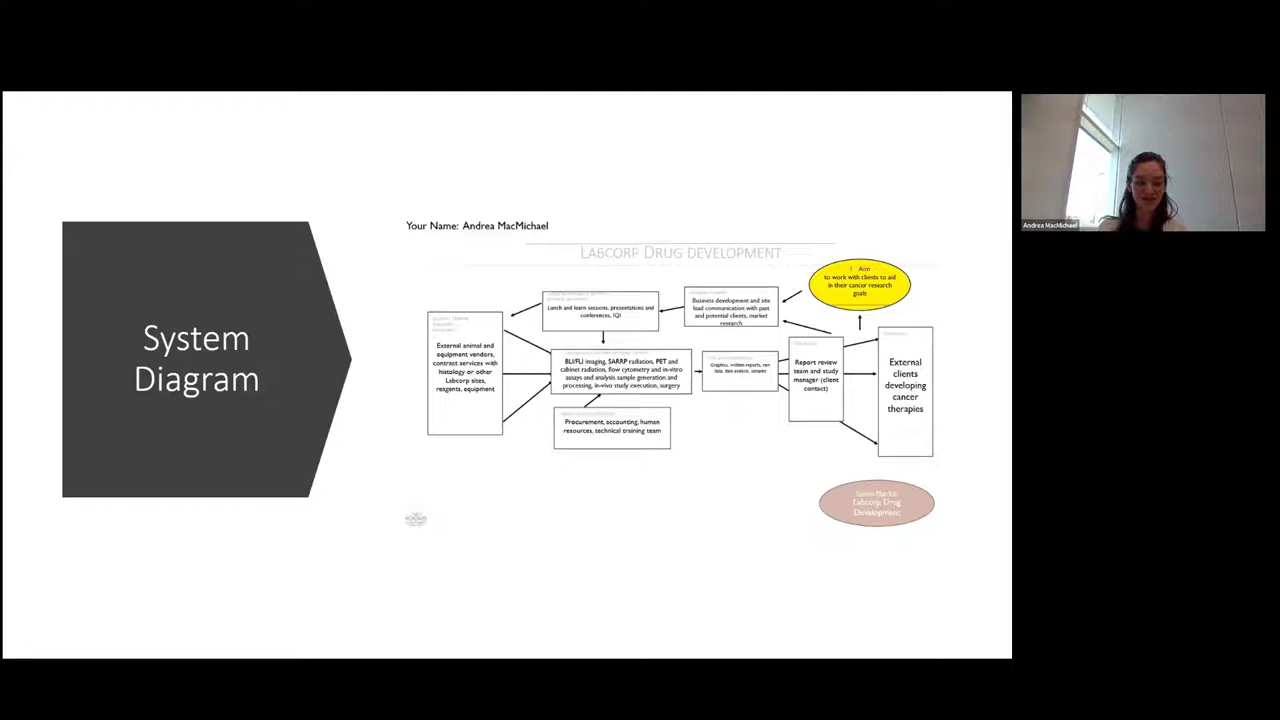 System
Diagram
Your Name: Andrea MacMichael
LABCORP DRUG DEVELOPMENT
Aim
to work with clients to aid
in their cancer research
goals
Lunch and learn sessions, presentations and
conferences, IQI
Business development and site
lead communication with past
and potential clients, market
research
External animal and
equipment vendors,
contract services with
histology or other
Labcorp sites,
reagents, equipment
BLI/FLI imaging, SARRP radiation, PET and
cabinet radiation, flow cytometry and in-vitro
assays and analysis sample generation and
processing, in-vivo study execution, surgery
Graphics, written reports, raw
data, data analysis, samples
Report review
team and study
manager (client
contact)
External
clients
developing
cancer
therapies
Procurement, accounting, human
resources, technical training team
Labcorp Drug
Development
Andrea MacMichael